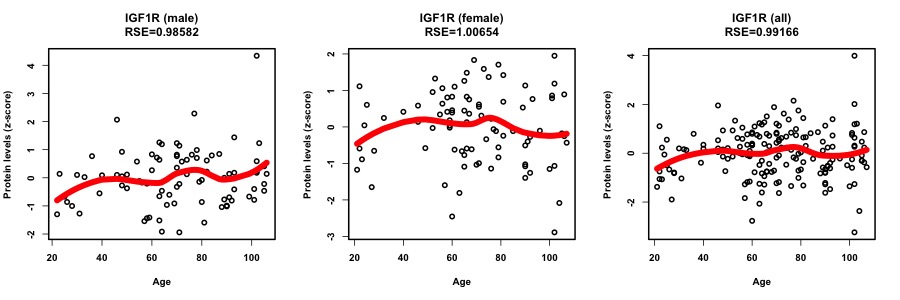 IGF1R (male)
RSE=0.98582
Protein levels (z-score)
4
3
2
1
0
-1
-2
20 40 60 80 100
Age
IGF1R (female)
RSE=1.00654
Protein levels (z-score)
2
1
0
-1
-2
-3
20 40 60 80 100
Age
IGF1R (all)
RSE=0.99166
Protein levels (z-score)
4
2
0
-2
20 40 60 80 100
Age